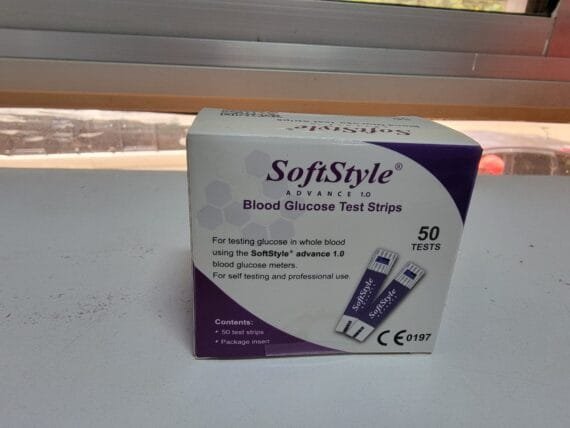 SoftStyle®
SoftStyle®
ADVANCE 1.0
Blood Glucose Test Strips
50
TESTS
For testing glucose in whole blood
using the SoftStyle® advance 1.0
blood glucose meters.
For self testing and professional use.
SoftStyle
SoftStyle
Contents:
• 50 test strips
• Package insert
CE 0197